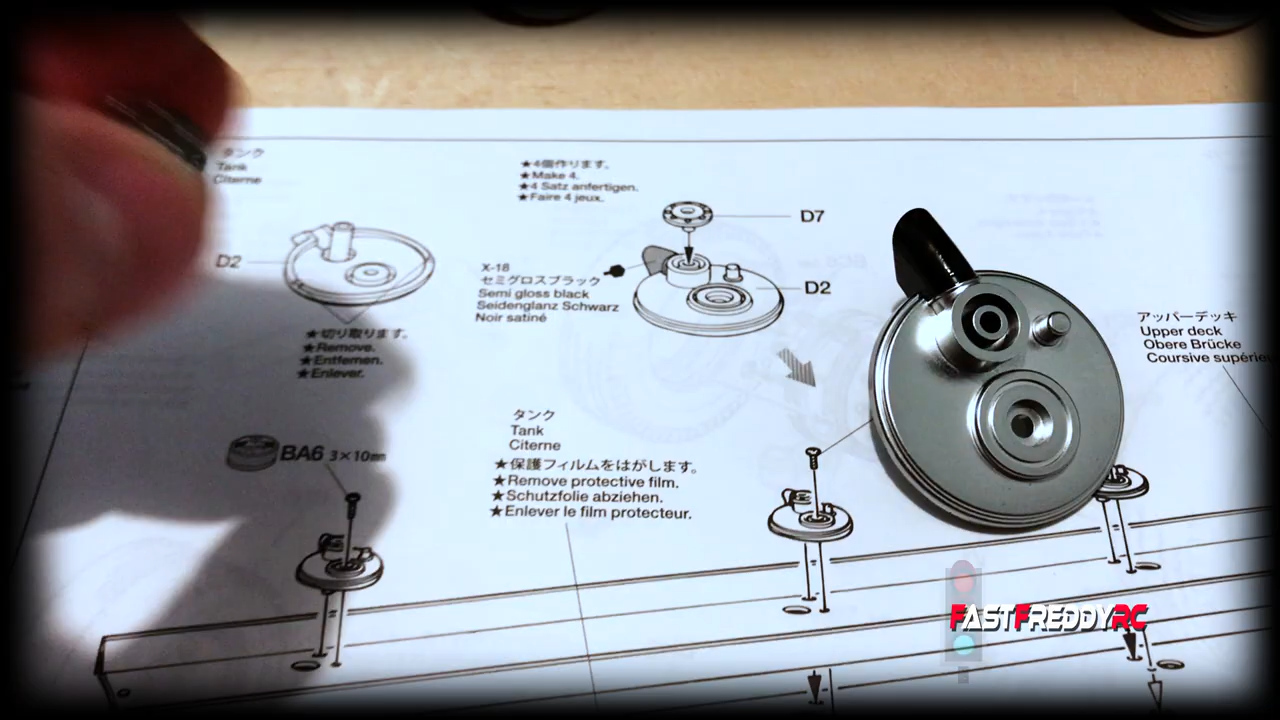 タンク
Tank
Citerne
★4個作ります。
★Make 4.
★4 Satz anfertigen.
★Faire 4 jeux.
D7
D2
X-18
セミグロスブラック
Semi gloss black
Seidenglanz Schwarz
Noir satiné
D2
★切り取ります。
★Remove.
★Entfernen.
★Enlever.
アッパーデッキ
Upper deck
Obere Brücke
Coursive supérieure
BA6 3×10mm
タンク
Tank
Citerne
★保護フィルムをはがします。
★Remove protective film.
★Schutzfolie abziehen.
★Enlever le film protecteur.
FASTFREDDYRC